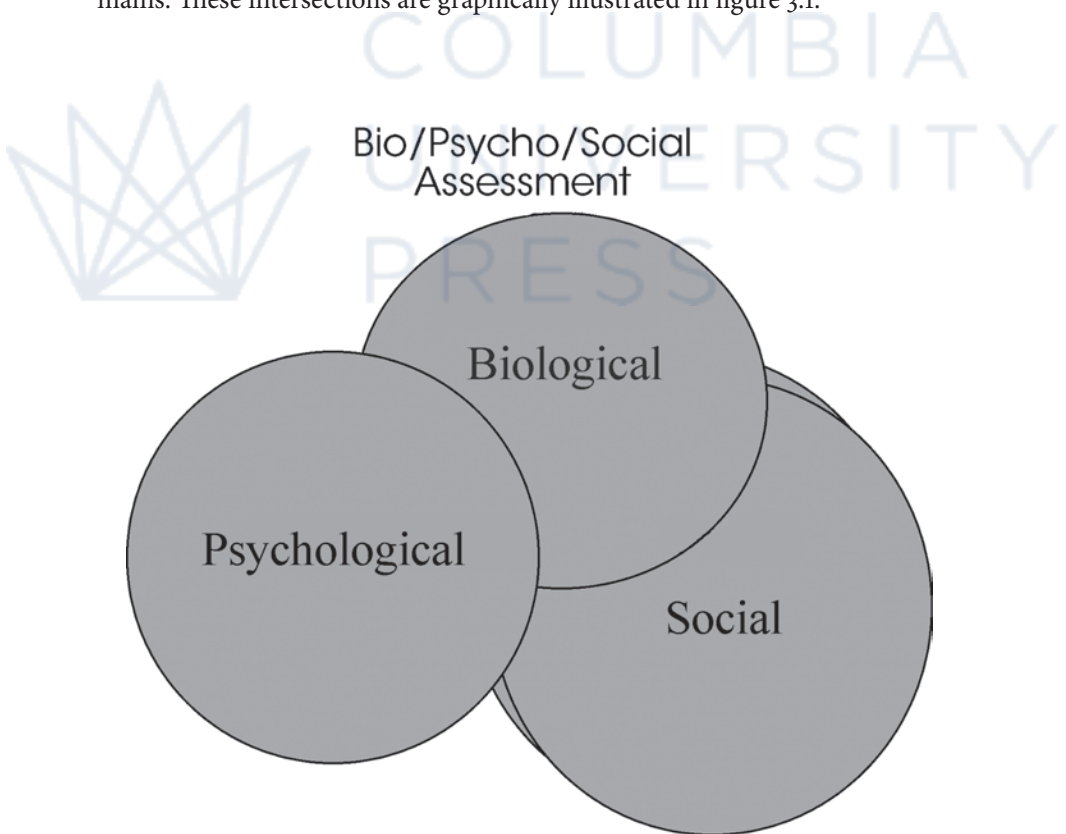 mains. These intersections are graphically illustrated in figure 3.1.
COLUMBIA
UNIVERSITY
PRESS
Bio/Psycho/Social
Assessment
Biological
Psychological
Social